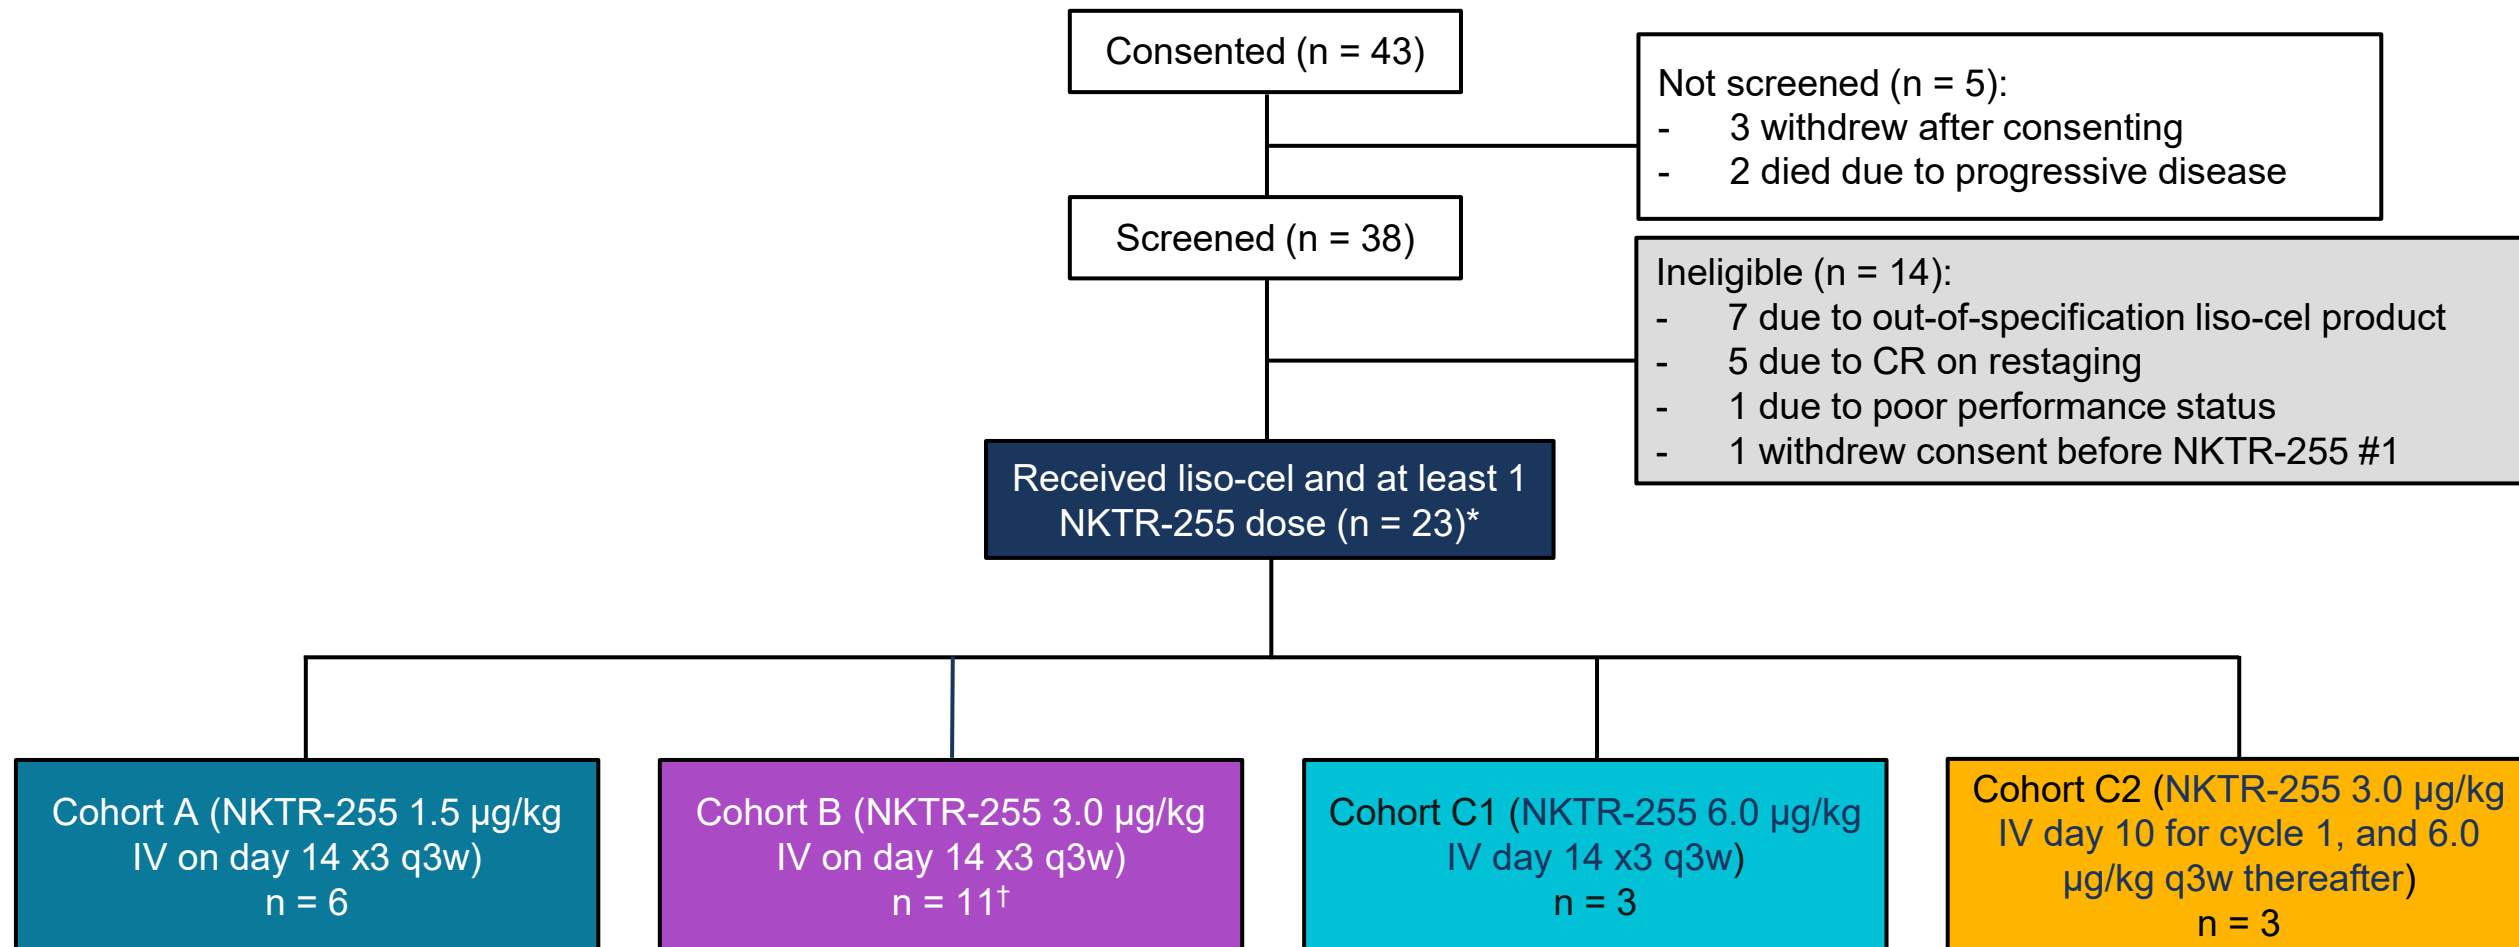 Consented (n = 43)
Not screened (n = 5):
- 3 withdrew after consenting
- 2 died due to progressive disease
Screened (n = 38)
Ineligible (n = 14):
- 7 due to out-of-specification liso-cel product
- 5 due to CR on restaging
- 1 due to poor performance status
- 1 withdrew consent before NKTR-255 #1
Received liso-cel and at least 1
NKTR-255 dose (n = 23)*
Cohort A (NKTR-255 1.5 µg/kg
IV on day 14 x3 q3w)
n = 6
Cohort B (NKTR-255 3.0 µg/kg
IV on day 14 x3 q3w)
n = 11†
Cohort C1 (NKTR-255 6.0 µg/kg
IV day 14 x3 q3w)
n = 3
Cohort C2 (NKTR-255 3.0 µg/kg
IV day 10 for cycle 1, and 6.0
µg/kg q3w thereafter)
n = 3